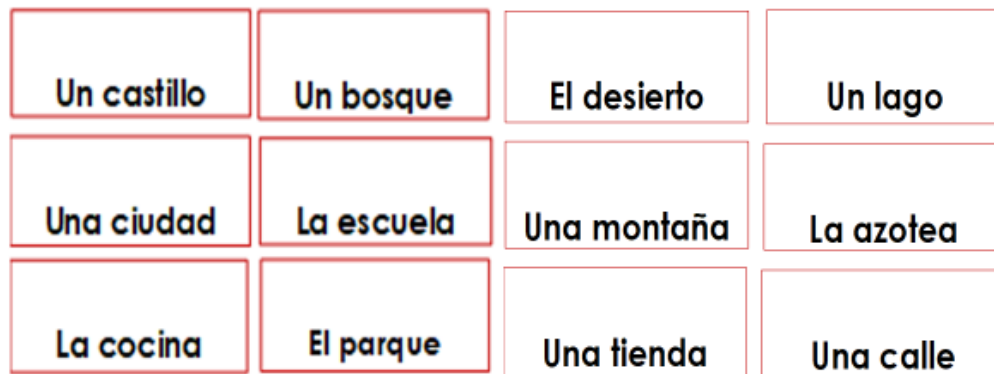 Un castillo
Un bosque
El desierto
Un lago
Una ciudad
La escuela
Una montaña
La azotea
La cocina
El parque
Una tienda
Una calle